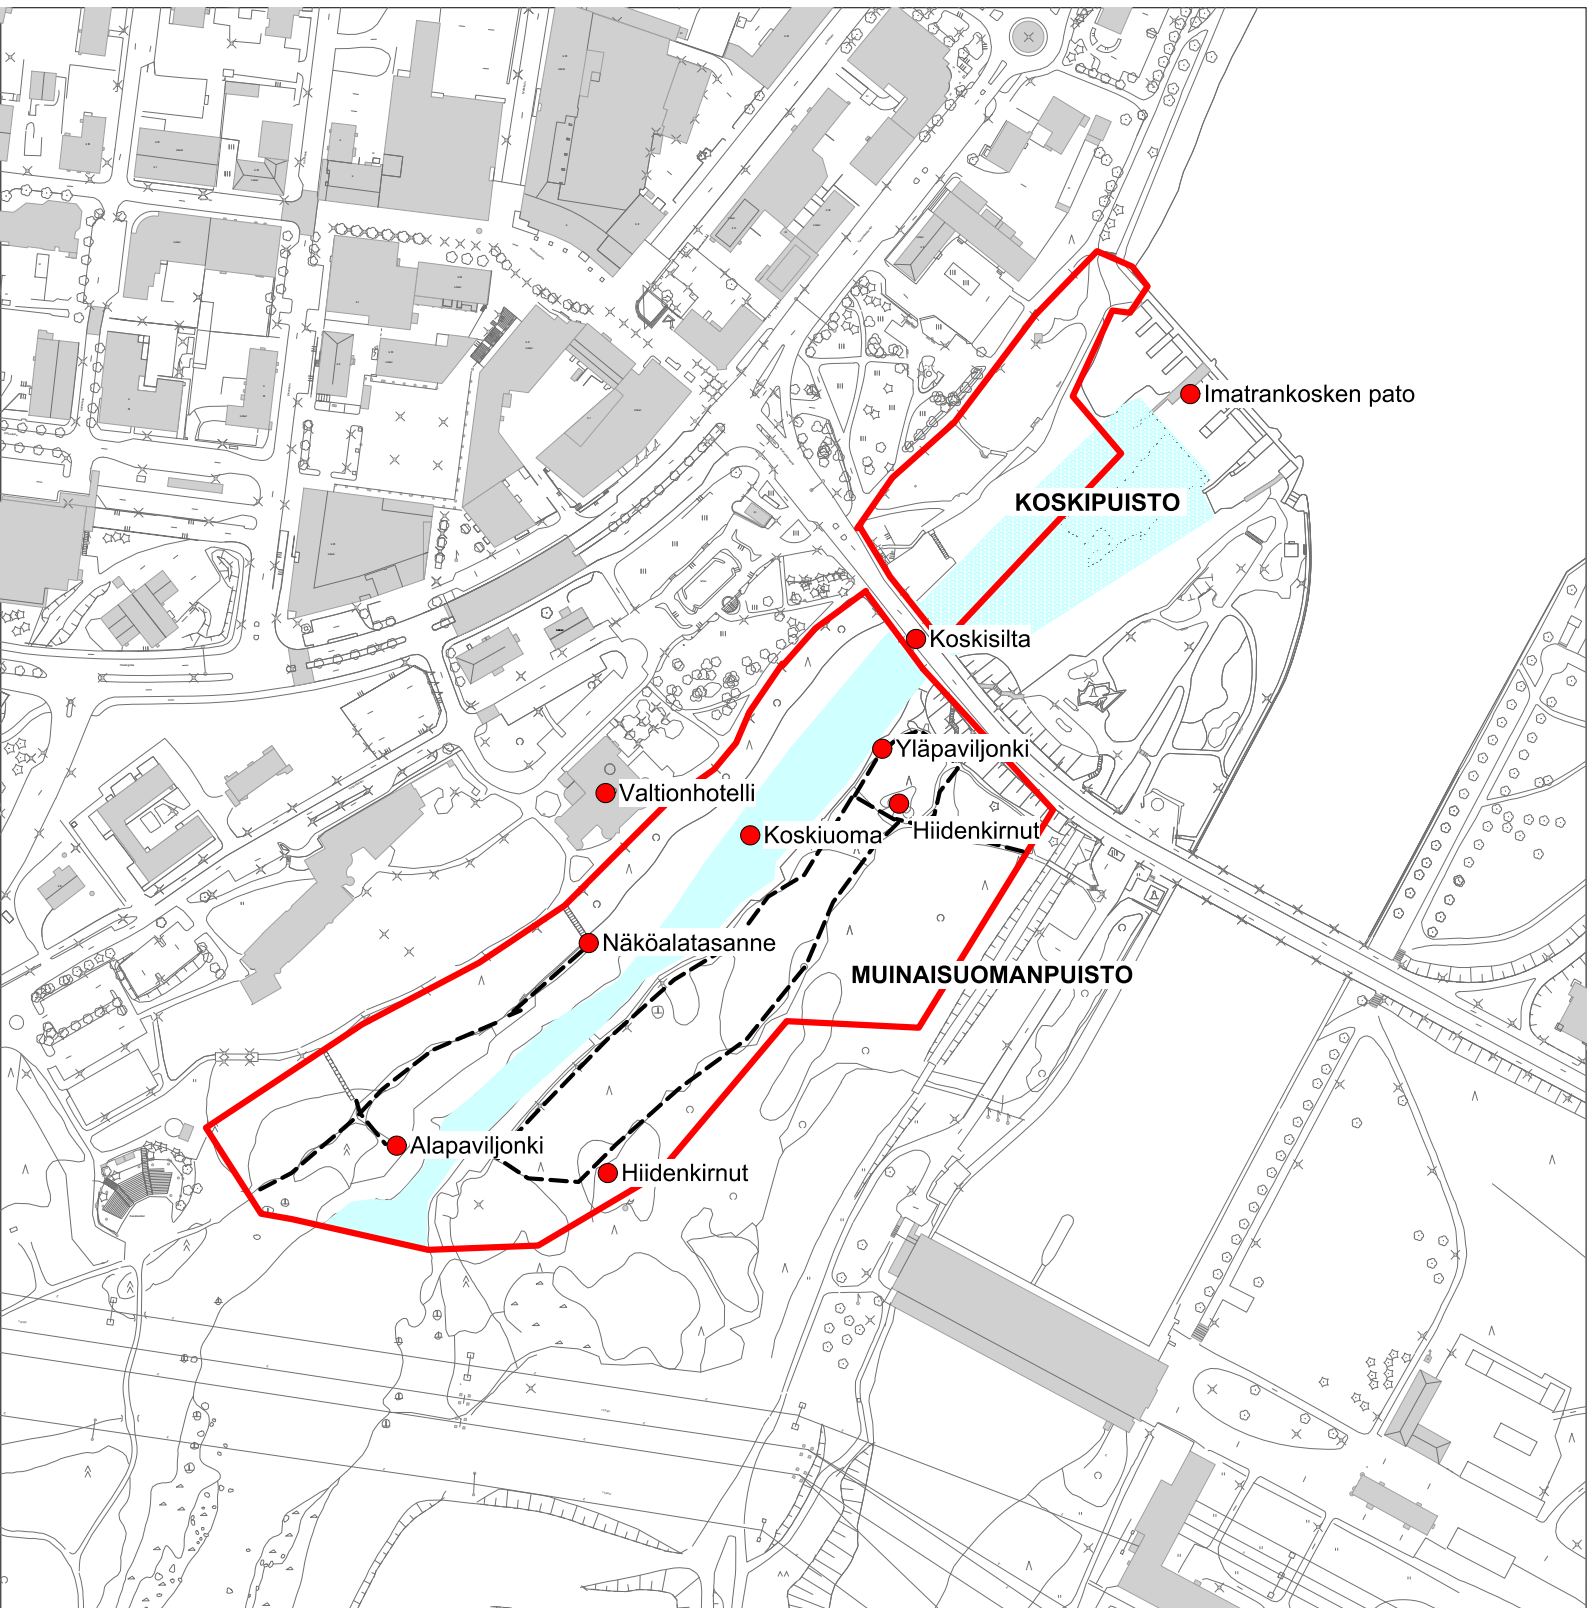 Imatrankosken pato
KOSKIPUISTO
Koskisilta
Yläpaviljonki
Valtionhotelli
Hiidenkirnut
Koskiuoma
Näköalatasanne
MUINAISUOMANPUISTO
Alapaviljonki
Hiidenkirnut